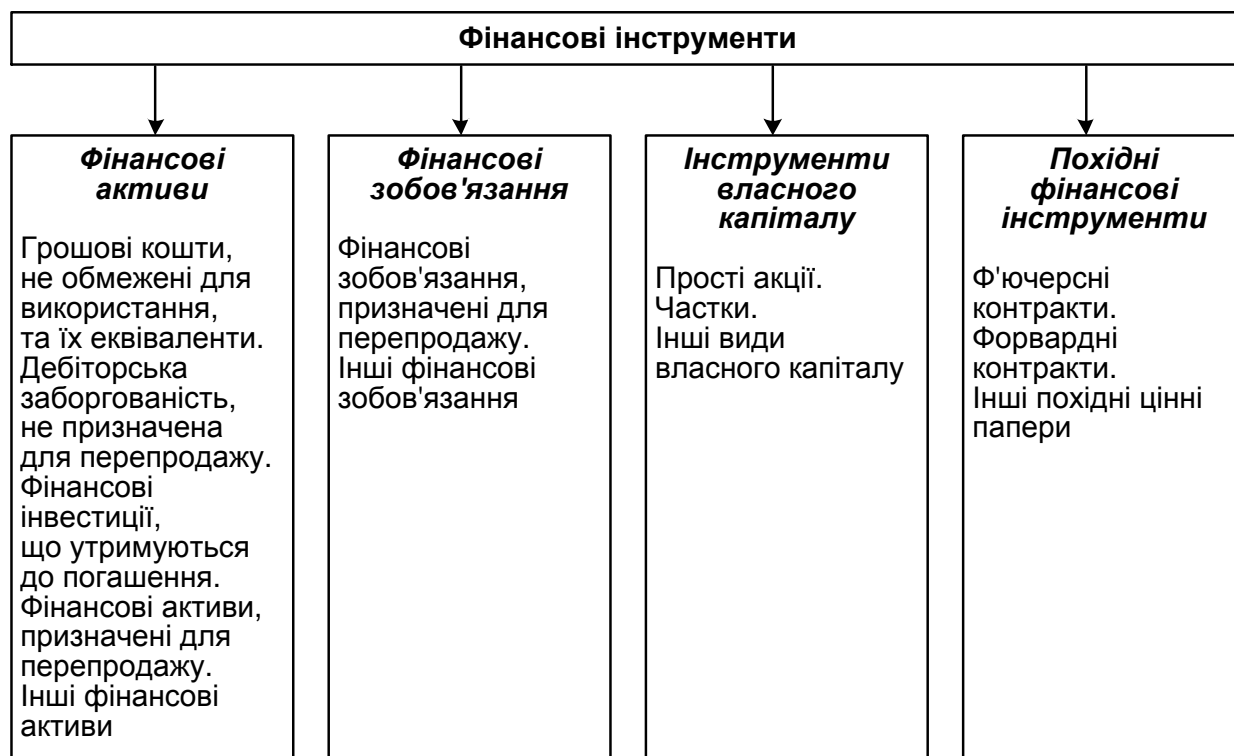 Фінансові інструменти
Фінансові
активи
Грошові кошти,
не обмежені для
використання,
та їх еквіваленти.
Дебіторська
заборгованість,
не призначена
для перепродажу.
Фінансові
інвестиції,
що утримуються
до погашення.
Фінансові активи,
призначені для
перепродажу.
Інші фінансові
активи
Фінансові
зобов'язання
Фінансові
зобов'язання,
призначені для
перепродажу.
Інші фінансові
зобов'язання
Інструменти
власного
капіталу
Прості акції.
Частки.
Інші види
власного капіталу
Похідні
фінансові
інструменти
Ф'ючерсні
контракти.
Форвардні
контракти.
Інші похідні цінні
папери